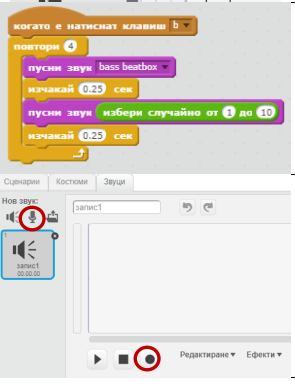 когато е натиснат клавиш b
повтори 4
пусни звук bass beatbox
изчакай 0.25 сек
пусни звук избери случайно от 1 до 10
изчакай 0.25 сек
Сценарии Костюми Звуци
Нов звук:
запис1
1
запис1
00:00.00
Редактиране Ефекти